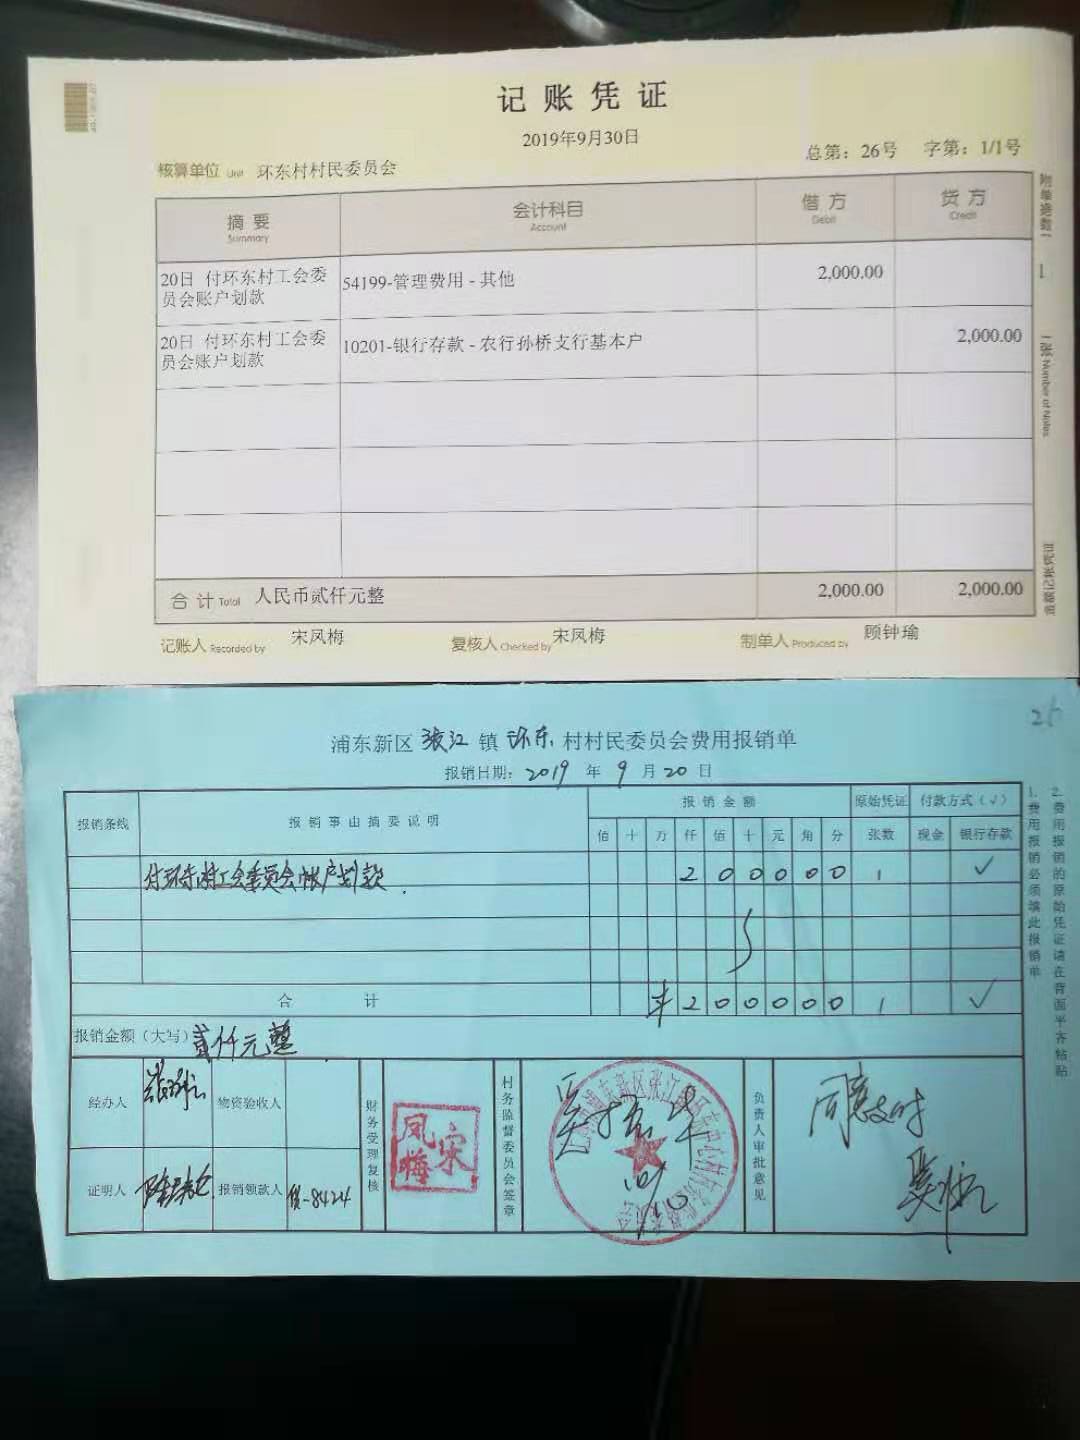 记账凭证
2019年9月30日
核算单位 Unit 环东村村民委员会 总第：26号 字第：1/1号
摘要 会计科目 借方 贷方
Summary Account Debit Credit
20日 付环东村工会委员会账户划款 54199-管理费用 - 其他 2,000.00
20日 付环东村工会委员会账户划款 10201-银行存款 - 农行孙桥支行基本户 2,000.00
合计 Total 人民币贰仟元整 2,000.00 2,000.00
记账人 Recorded by 宋凤梅 复核人 Checked by 宋凤梅 制单人 Produced by 顾钟瑜
附单据数 1 张 Number of Notes
金额记账凭证
26
浦东新区张江镇环东村村民委员会费用报销单
报销日期：2019年9月20日
报销条线 报销事由摘要说明 报销金额 原始凭证 付款方式（√）
佰 十 万 仟 佰 十 元 角 分 张数 现金 银行存款
付环东村工会委员会帐户划款 2 0 0 0 0 0 1 √
合计 ¥ 2 0 0 0 0 0 1 √
报销金额（大写）贰仟元整
经办人 物资验收人
证明人 报销领款人 -8424
财务受理复核
宋凤梅
村务监督委员会签章
负责人审批意见
同意支付
1. 费用报销必须填此报销单
2. 费用报销的原始凭证请在背面平齐粘贴